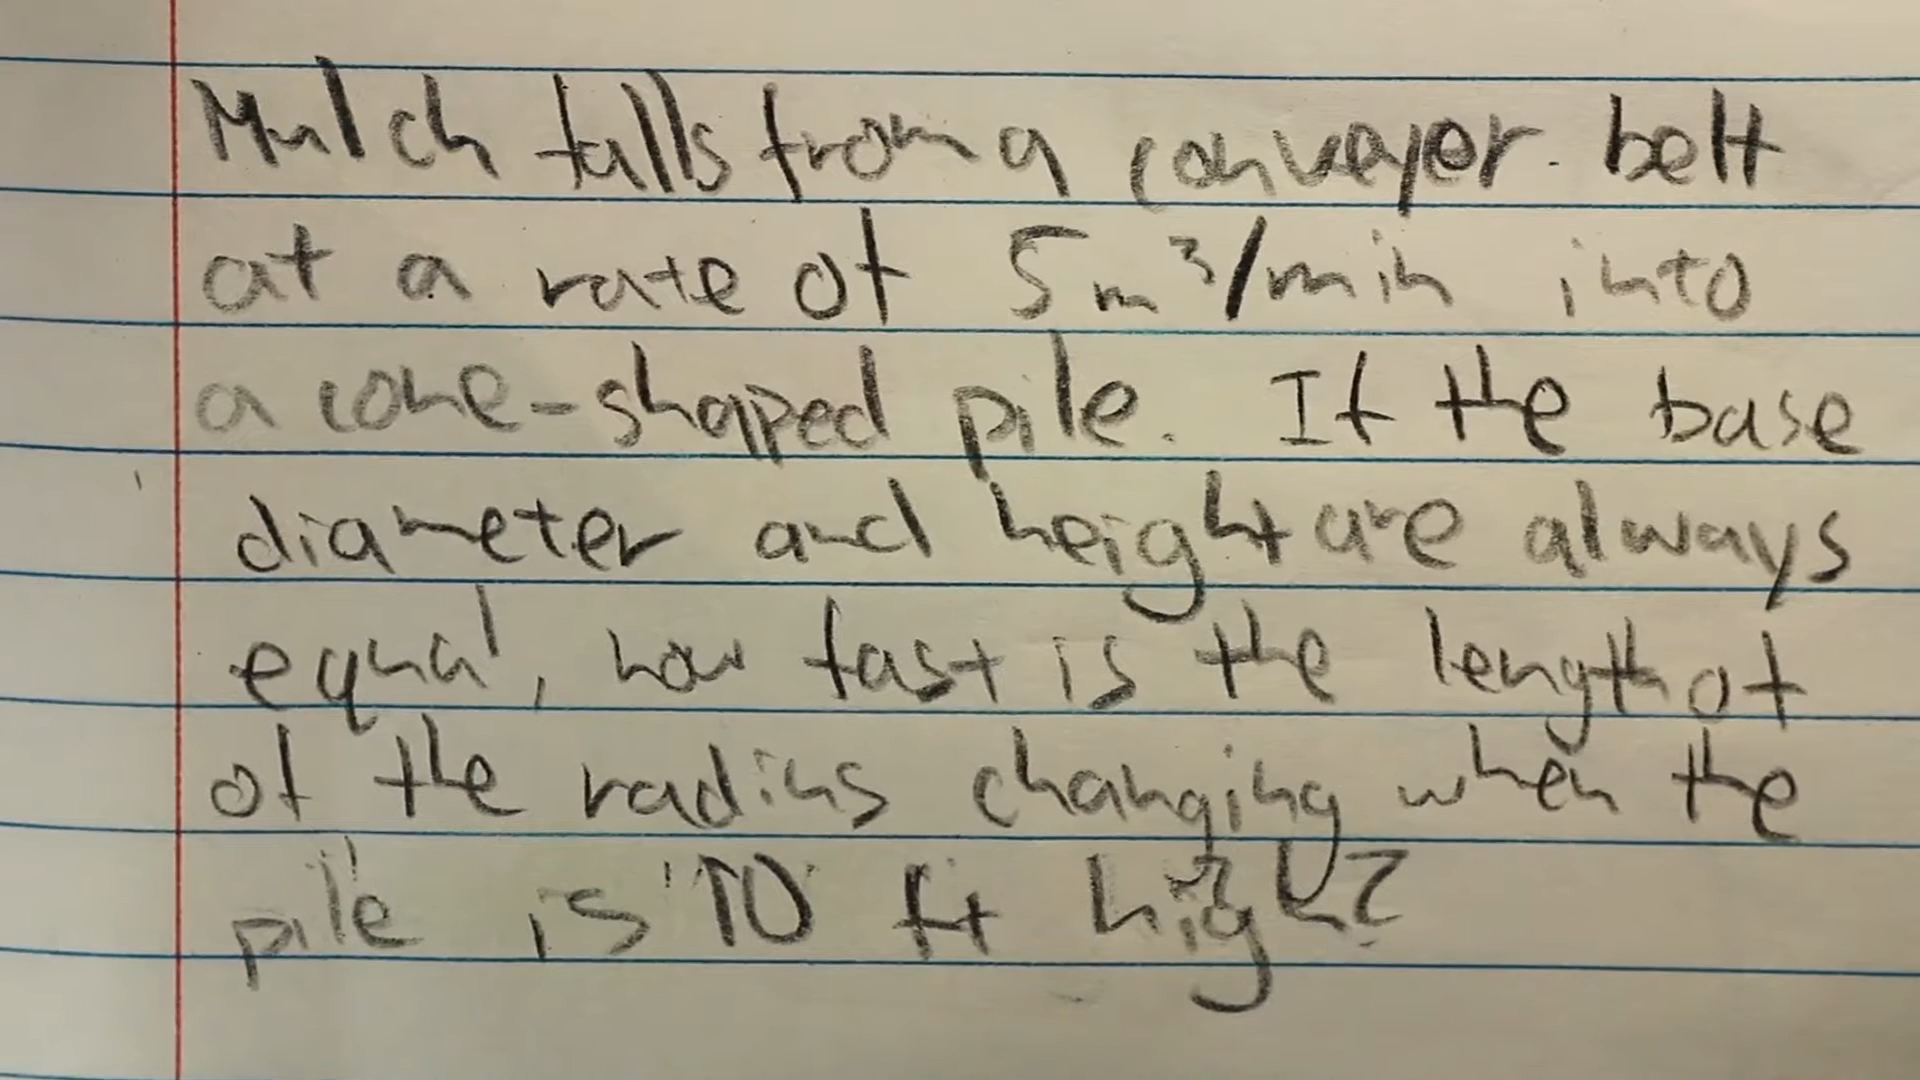 Mulch falls from a conveyer belt
at a rate of 5m³/min into
a cone-shaped pile. If the base
diameter and height are always
equal, how fast is the length of
of the radius changing when the
pile is 10 ft high?